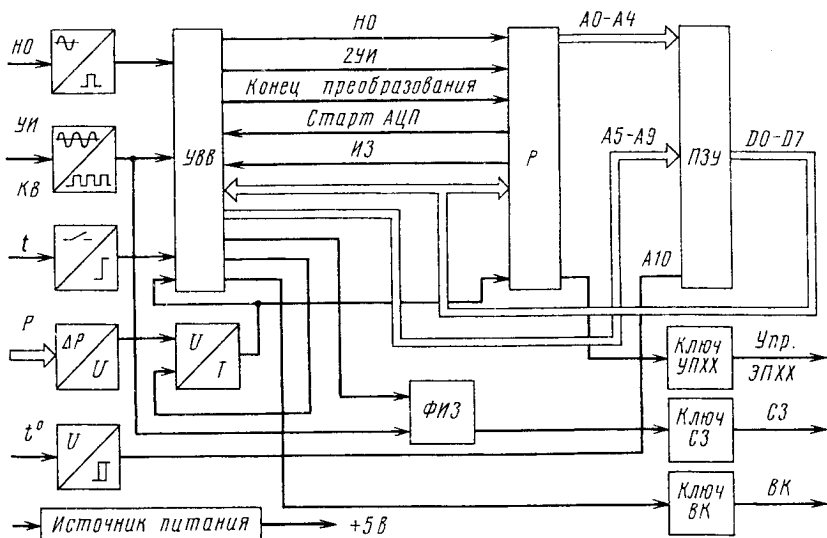 НО
УИ
КВ
t
P
ΔP
U
t°
U
Источник питания
+5 В
УВВ
U
T
НО
2УИ
Конец преобразования
Старт АЦП
ИЗ
P
ФИЗ
A0-A4
A5-A9
ПЗУ
D0-D7
A10
Ключ
УПХХ
Упр.
ЭПХХ
Ключ
СЗ
СЗ
Ключ
ВК
ВК